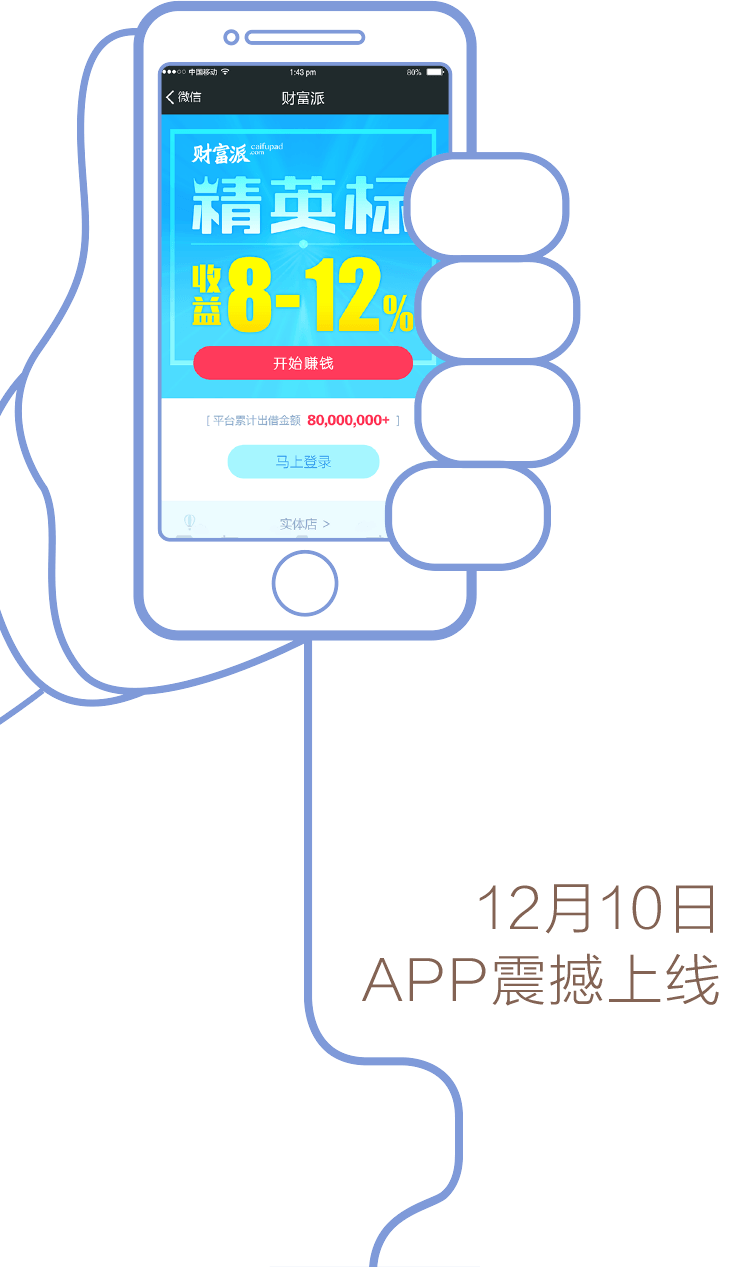 中国移动 1:43 pm 80%
微信 财富派
财富派 caifupad
.com
精英标
收益 8-12%
开始赚钱
[ 平台累计出借金额 80,000,000+ ]
马上登录
实体店 >
12月10日
APP震撼上线